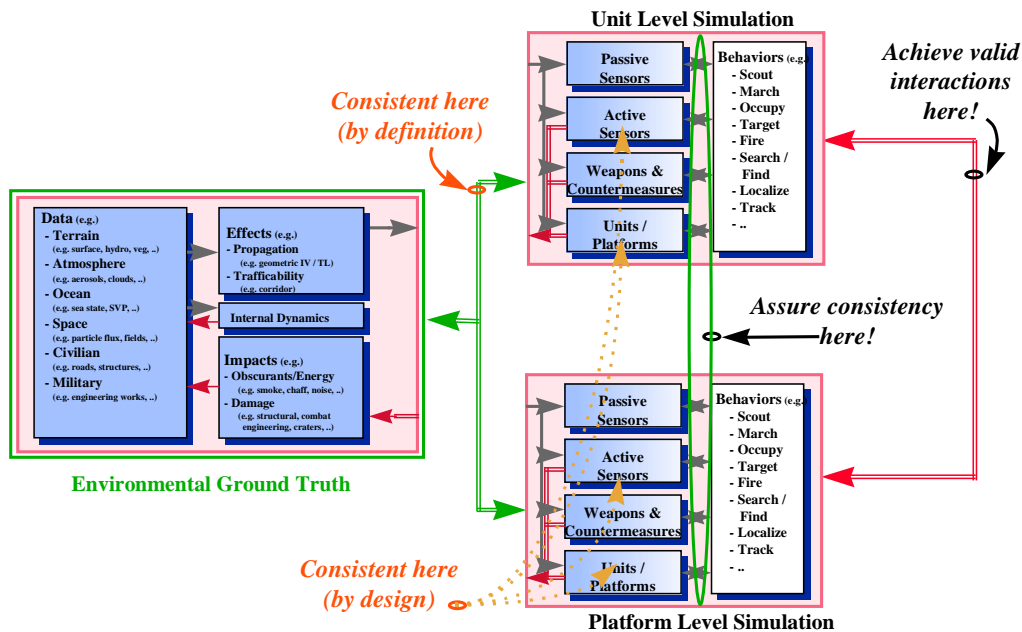 Unit Level Simulation
Passive
Sensors
Active
Sensors
Weapons &
Countermeasures
Units /
Platforms
Behaviors (e.g.
- Scout
- March
- Occupy
- Target
- Fire
- Search /
Find
- Localize
- Track
- ..
Achieve valid
interactions
here!
Consistent here
(by definition)
Data (e.g.)
- Terrain
(e.g. surface, hydro, veg, ..)
- Atmosphere
(e.g. aerosols, clouds, ..)
- Ocean
(e.g. sea state, SVP, ..)
- Space
(e.g. particle flux, fields, ..)
- Civilian
(e.g. roads, structures, ..)
- Military
(e.g. engineering works, ..)
Effects (e.g.)
- Propagation
(e.g. geometric IV / TL)
- Trafficability
(e.g. corridor)
Internal Dynamics
Impacts (e.g.)
- Obscurants/Energy
(e.g. smoke, chaff, noise, ..)
- Damage
(e.g. structural, combat
engineering, craters, ..)
Environmental Ground Truth
Assure consistency
here!
Passive
Sensors
Active
Sensors
Weapons &
Countermeasures
Units /
Platforms
Behaviors (e.g.
- Scout
- March
- Occupy
- Target
- Fire
- Search /
Find
- Localize
- Track
- ..
Consistent here
(by design)
Platform Level Simulation